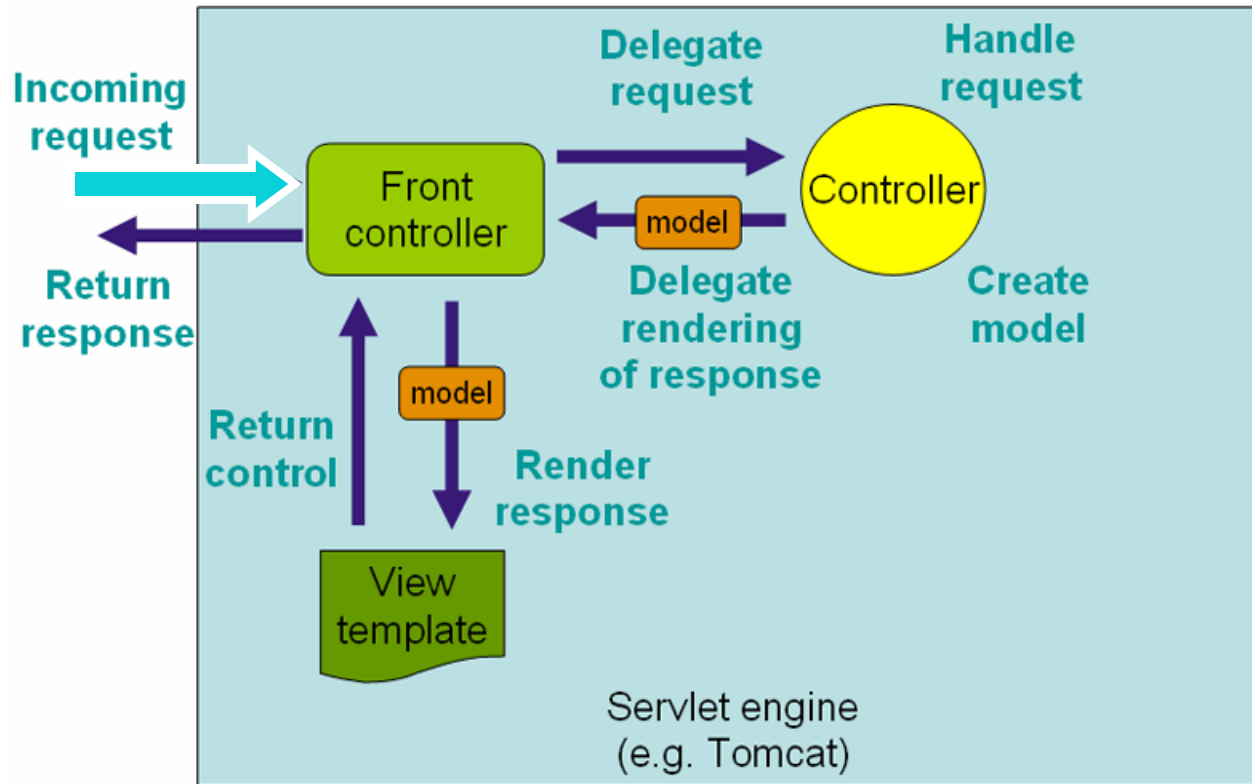 Incoming
request
Delegate
request
Handle
request
Front
controller
Controller
model
Return
response
Delegate
rendering
of response
Create
model
model
Return
control
Render
response
View
template
Servlet engine
(e.g. Tomcat)